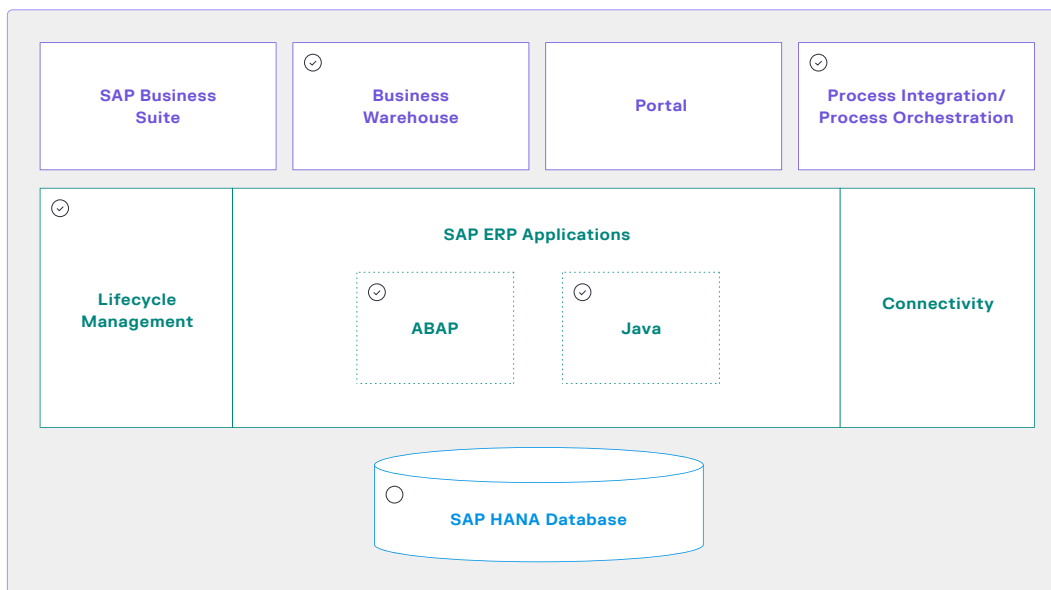 SAP Business
Suite
Business
Warehouse
Portal
Process Integration/
Process Orchestration
Lifecycle
Management
SAP ERP Applications
ABAP
Java
Connectivity
SAP HANA Database